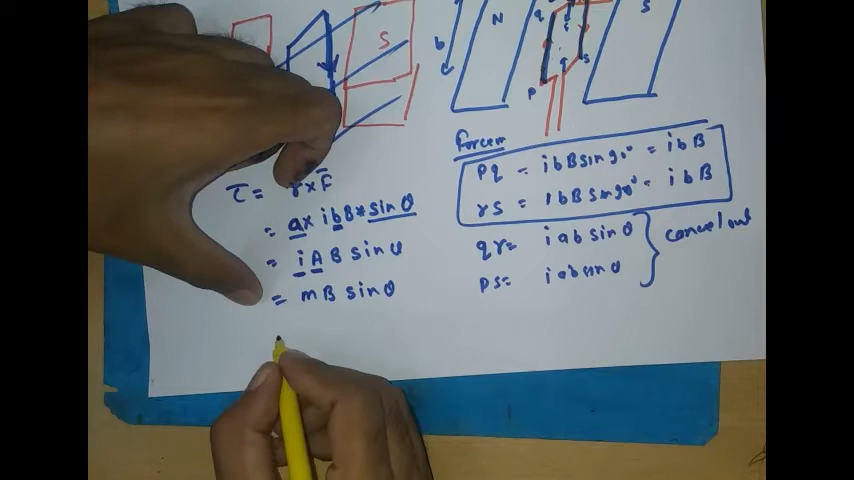 S
b
N
q
r
s
P
S
Forces
Pq = ibBsin90° = ibB
rs = ibBsin90° = ibB
qr= iabsinθ
ps= iabsinθ
} cancel out
τ = r̄ x F̄
= a x ibB* sinθ
= iAB sinθ
= mB sinθ